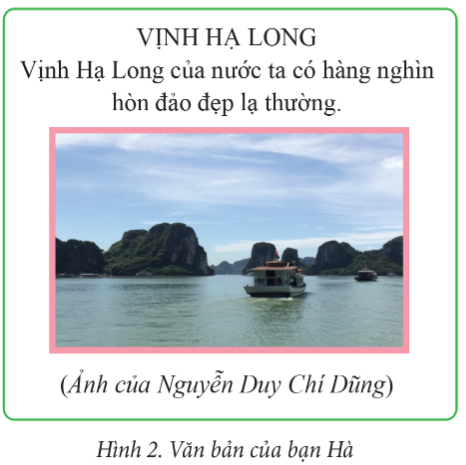 VỊNH HẠ LONG
Vịnh Hạ Long của nước ta có hàng nghìn
hòn đảo đẹp lạ thường.
(Ảnh của Nguyễn Duy Chí Dũng)
Hình 2. Văn bản của bạn Hà